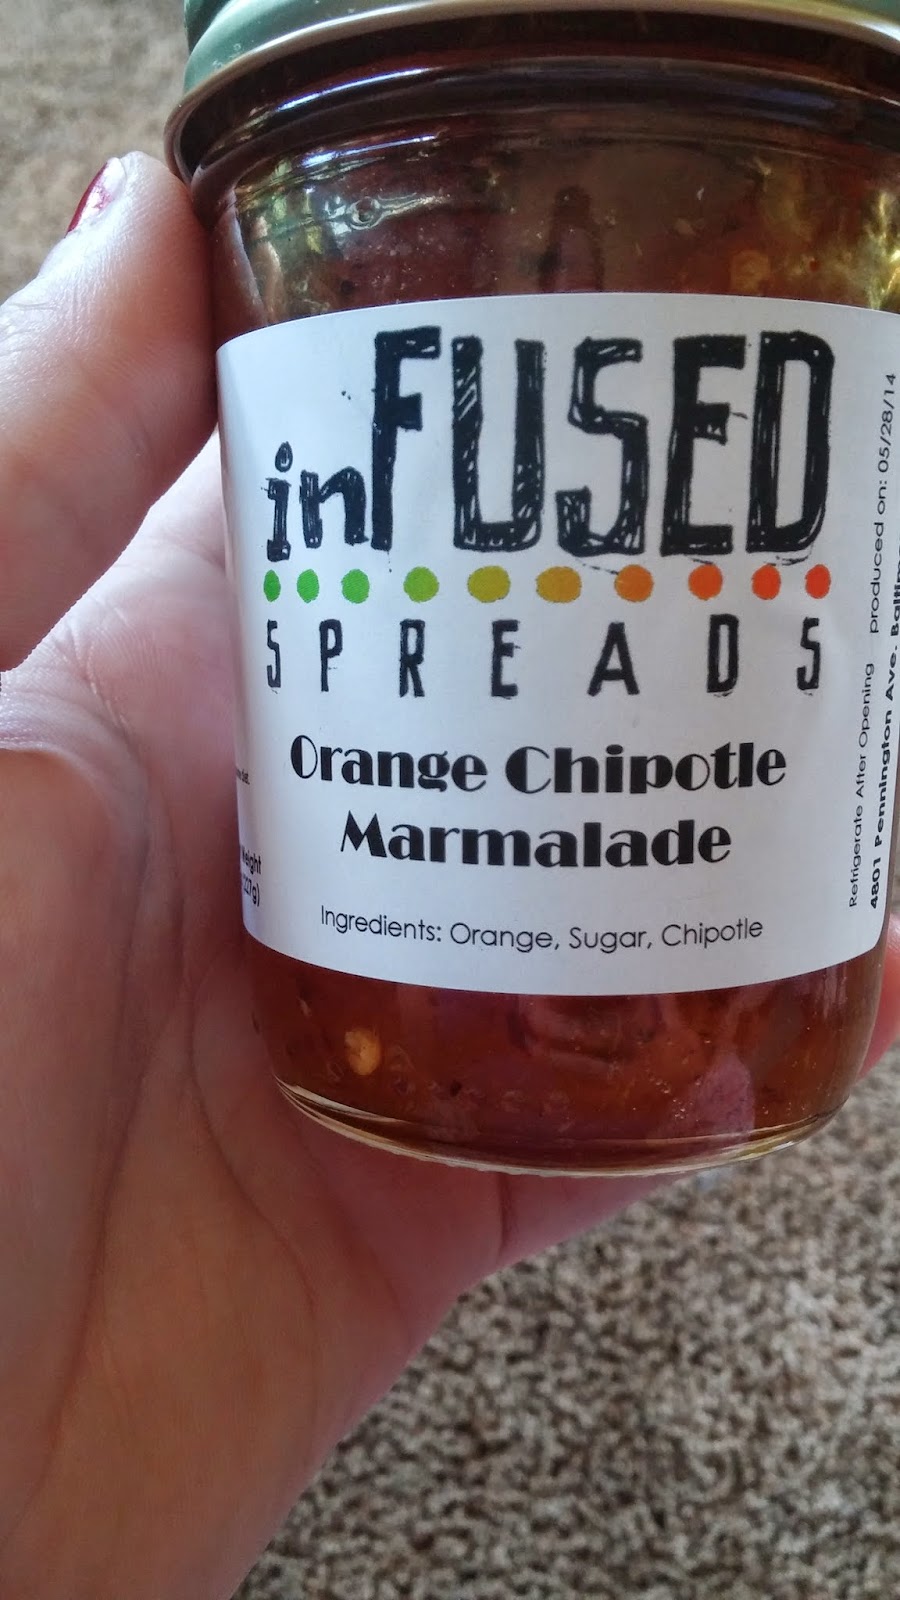 inFUSED
SPREADS
Orange Chipotle
Marmalade
Ingredients: Orange, Sugar, Chipotle
Refrigerate After Opening produced on: 05/28/14
4801 Pennington Ave.